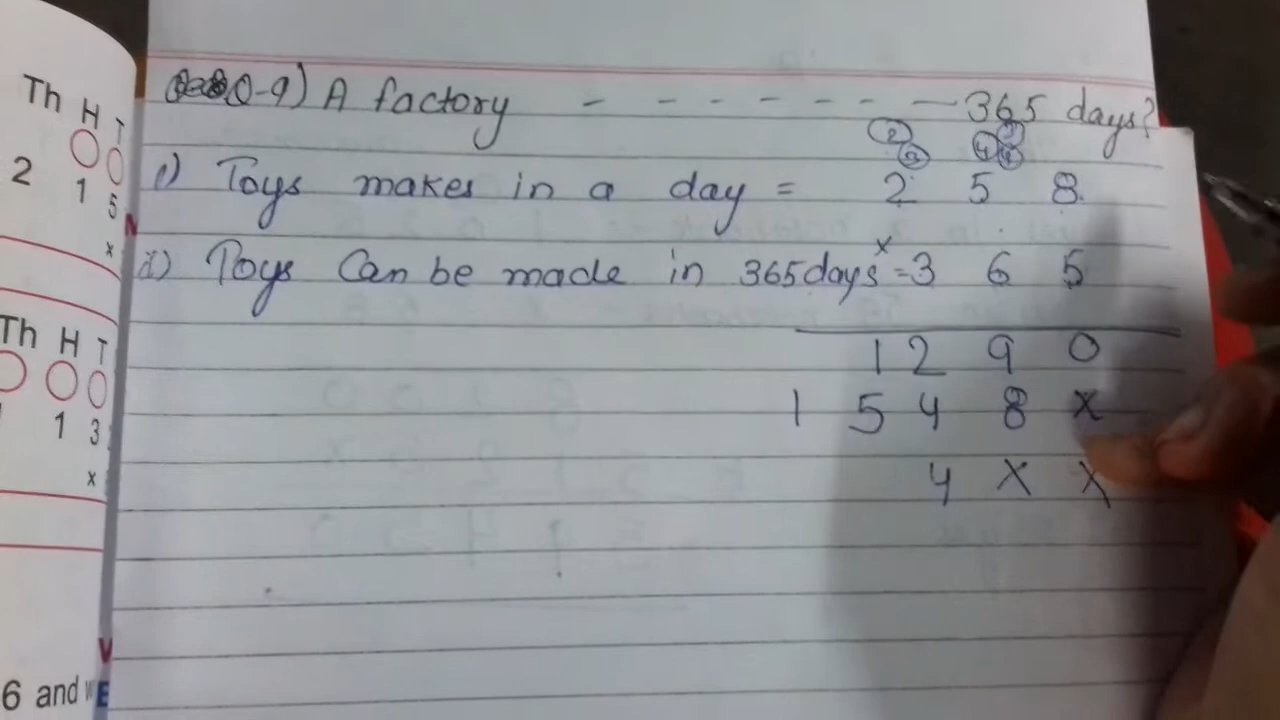 Q-9) A factory - - - - - - - 365 days?
i) Toys makes in a day = 2 5 8
ii) Toys Can be made in 365 days = 3 6 5
×
1 2 9 0
1 5 4 8 ×
4 × ×
Th H T
2 1 5
×
Th H T
1 3
×
6 and